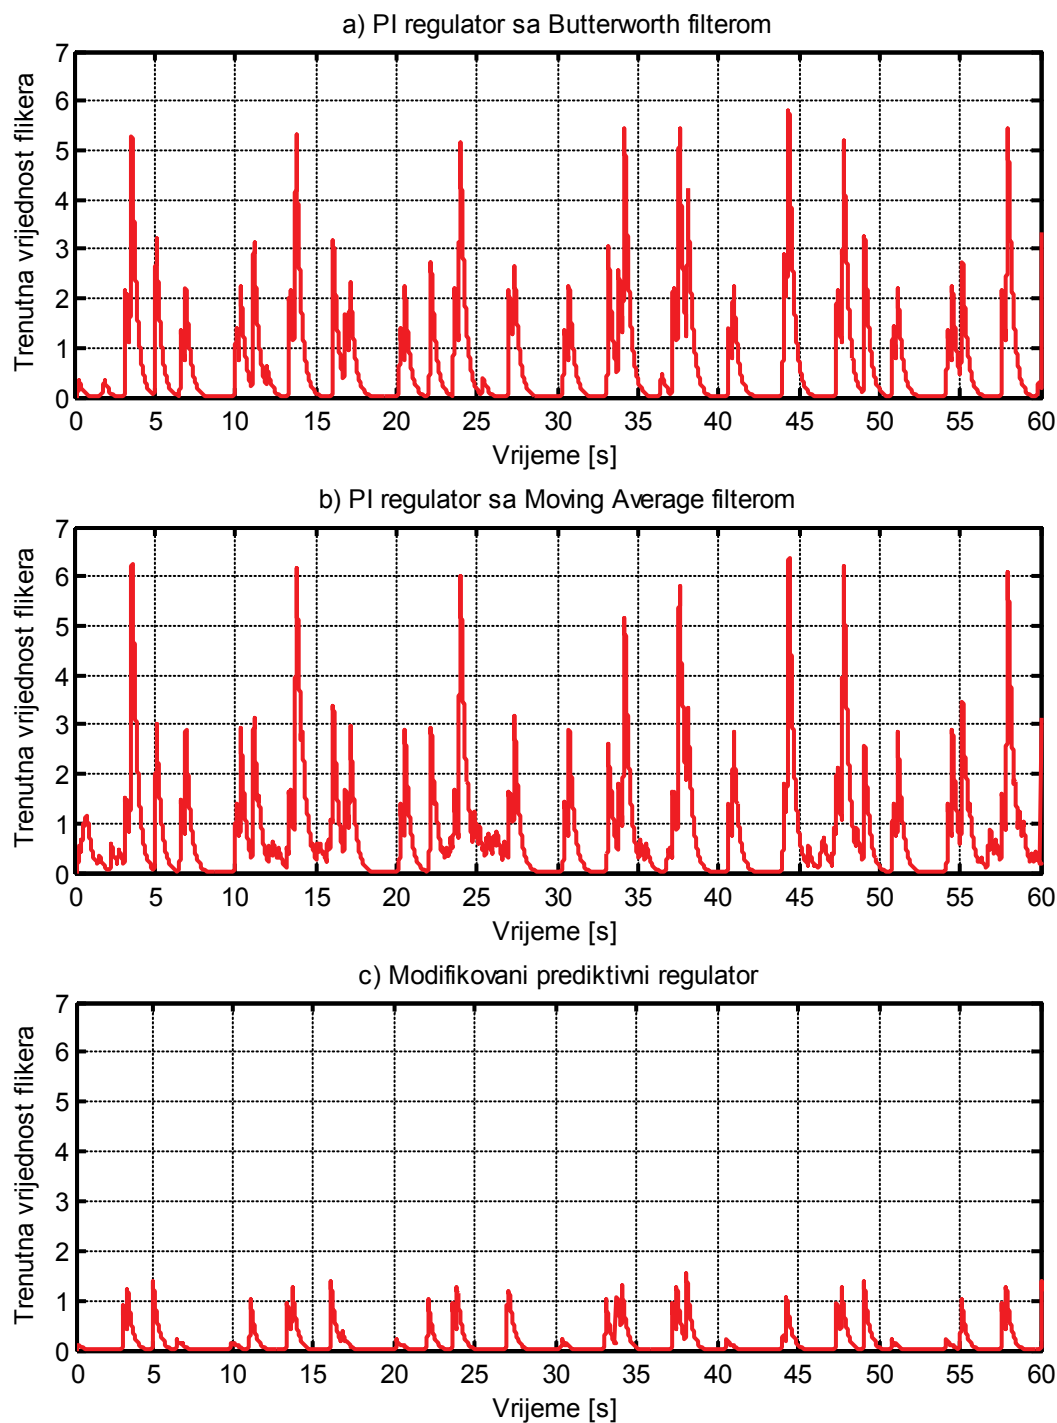 a) PI regulator sa Butterworth filterom
Trenutna vrijednost flikera
7
6
5
4
3
2
1
0
0 5 10 15 20 25 30 35 40 45 50 55 60
Vrijeme [s]
b) PI regulator sa Moving Average filterom
Trenutna vrijednost flikera
7
6
5
4
3
2
1
0
0 5 10 15 20 25 30 35 40 45 50 55 60
Vrijeme [s]
c) Modifikovani prediktivni regulator
Trenutna vrijednost flikera
7
6
5
4
3
2
1
0
0 5 10 15 20 25 30 35 40 45 50 55 60
Vrijeme [s]